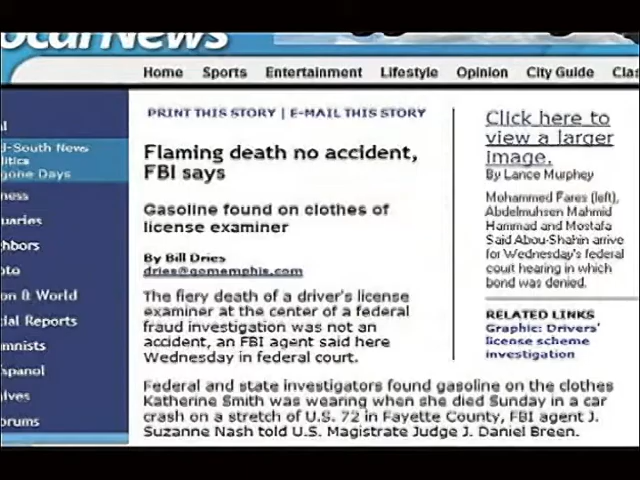 ocal News
Home Sports Entertainment Lifestyle Opinion City Guide Clas
d-South News
litics
gone Days
ness
uaries
hbors
oto
on & World
cial Reports
umnists
spanol
lves
orums
PRINT THIS STORY | E-MAIL THIS STORY
Flaming death no accident,
FBI says
Gasoline found on clothes of
license examiner
By Bill Dries
dries@gomemphis.com
The fiery death of a driver's license
examiner at the center of a federal
fraud investigation was not an
accident, an FBI agent said here
Wednesday in federal court.
Federal and state investigators found gasoline on the clothes
Katherine Smith was wearing when she died Sunday in a car
crash on a stretch of U.S. 72 in Fayette County, FBI agent J.
Suzanne Nash told U.S. Magistrate Judge J. Daniel Breen.
Click here to
view a larger
image.
By Lance Murphey
Mohammed Fares (left),
Abdelmuhsen Mahmid
Hammad and Mostafa
Said Abou-Shahin arrive
for Wednesday's federal
court hearing in which
bond was denied.
RELATED LINKS
Graphic: Drivers'
license scheme
investigation